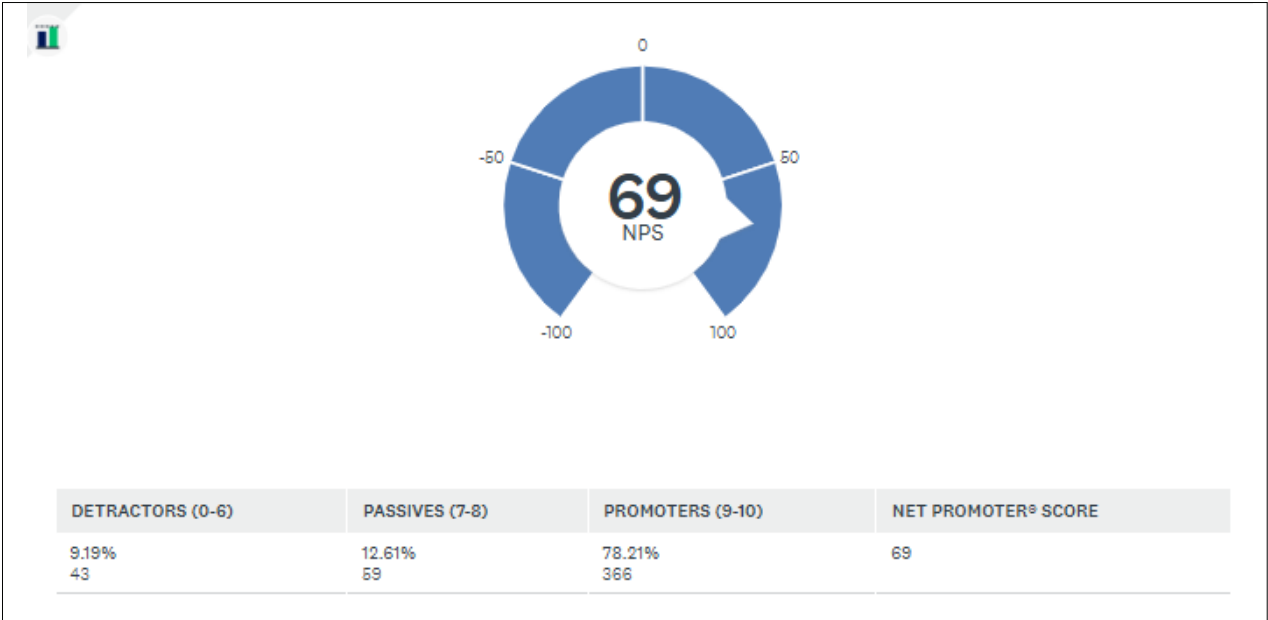 0
-50
50
69
NPS
-100
100
DETRACTORS (0-6) PASSIVES (7-8) PROMOTERS (9-10) NET PROMOTER® SCORE
9.19% 12.61% 78.21% 69
43 59 366